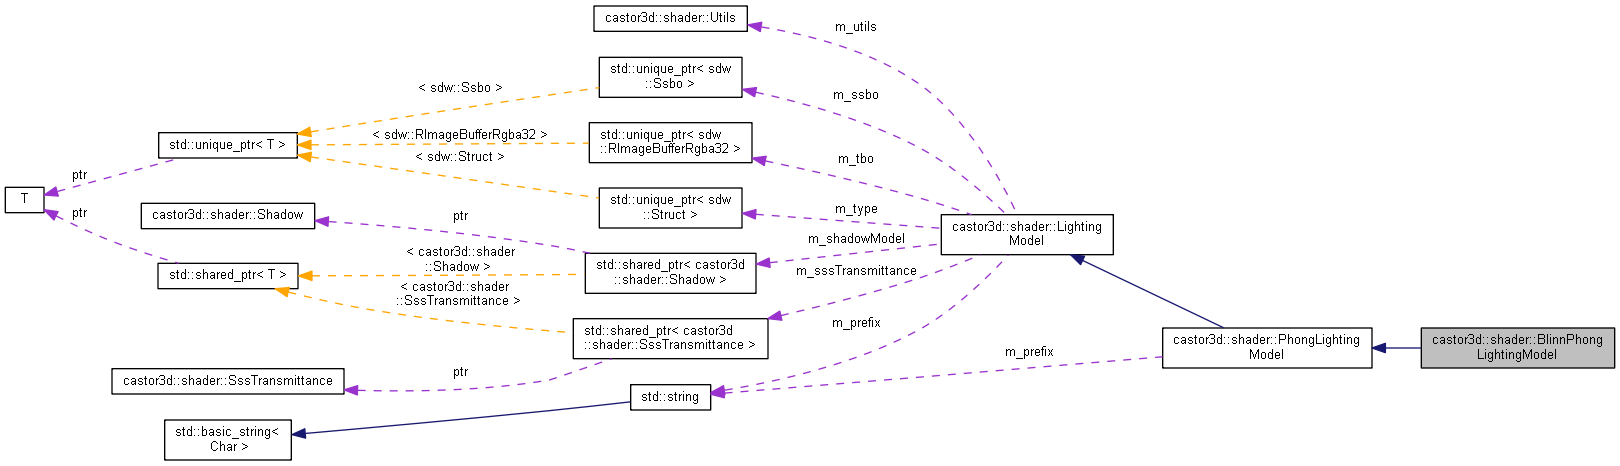 castor3d::shader::Utils
m_utils
std::unique_ptr< sdw
::Ssbo >
< sdw::Ssbo >
m_ssbo
std::unique_ptr< T >
< sdw::RImageBufferRgba32 >
std::unique_ptr< sdw
::RImageBufferRgba32 >
m_tbo
< sdw::Struct >
ptr
T
std::unique_ptr< sdw
::Struct >
m_type
ptr
castor3d::shader::Shadow
ptr
castor3d::shader::Lighting
Model
m_shadowModel
< castor3d::shader
::Shadow >
std::shared_ptr< T >
std::shared_ptr< castor3d
::shader::Shadow >
m_sssTransmittance
< castor3d::shader
::SssTransmittance >
std::shared_ptr< castor3d
::shader::SssTransmittance >
m_prefix
castor3d::shader::PhongLighting
Model
castor3d::shader::BlinnPhong
LightingModel
m_prefix
castor3d::shader::SssTransmittance
ptr
std::string
std::basic_string<
Char >